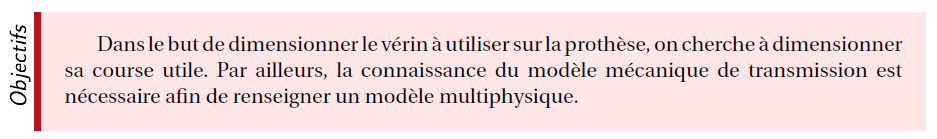 Objectifs
Dans le but de dimensionner le vérin à utiliser sur la prothèse, on cherche à dimensionner
sa course utile. Par ailleurs, la connaissance du modèle mécanique de transmission est
nécessaire afin de renseigner un modèle multiphysique.